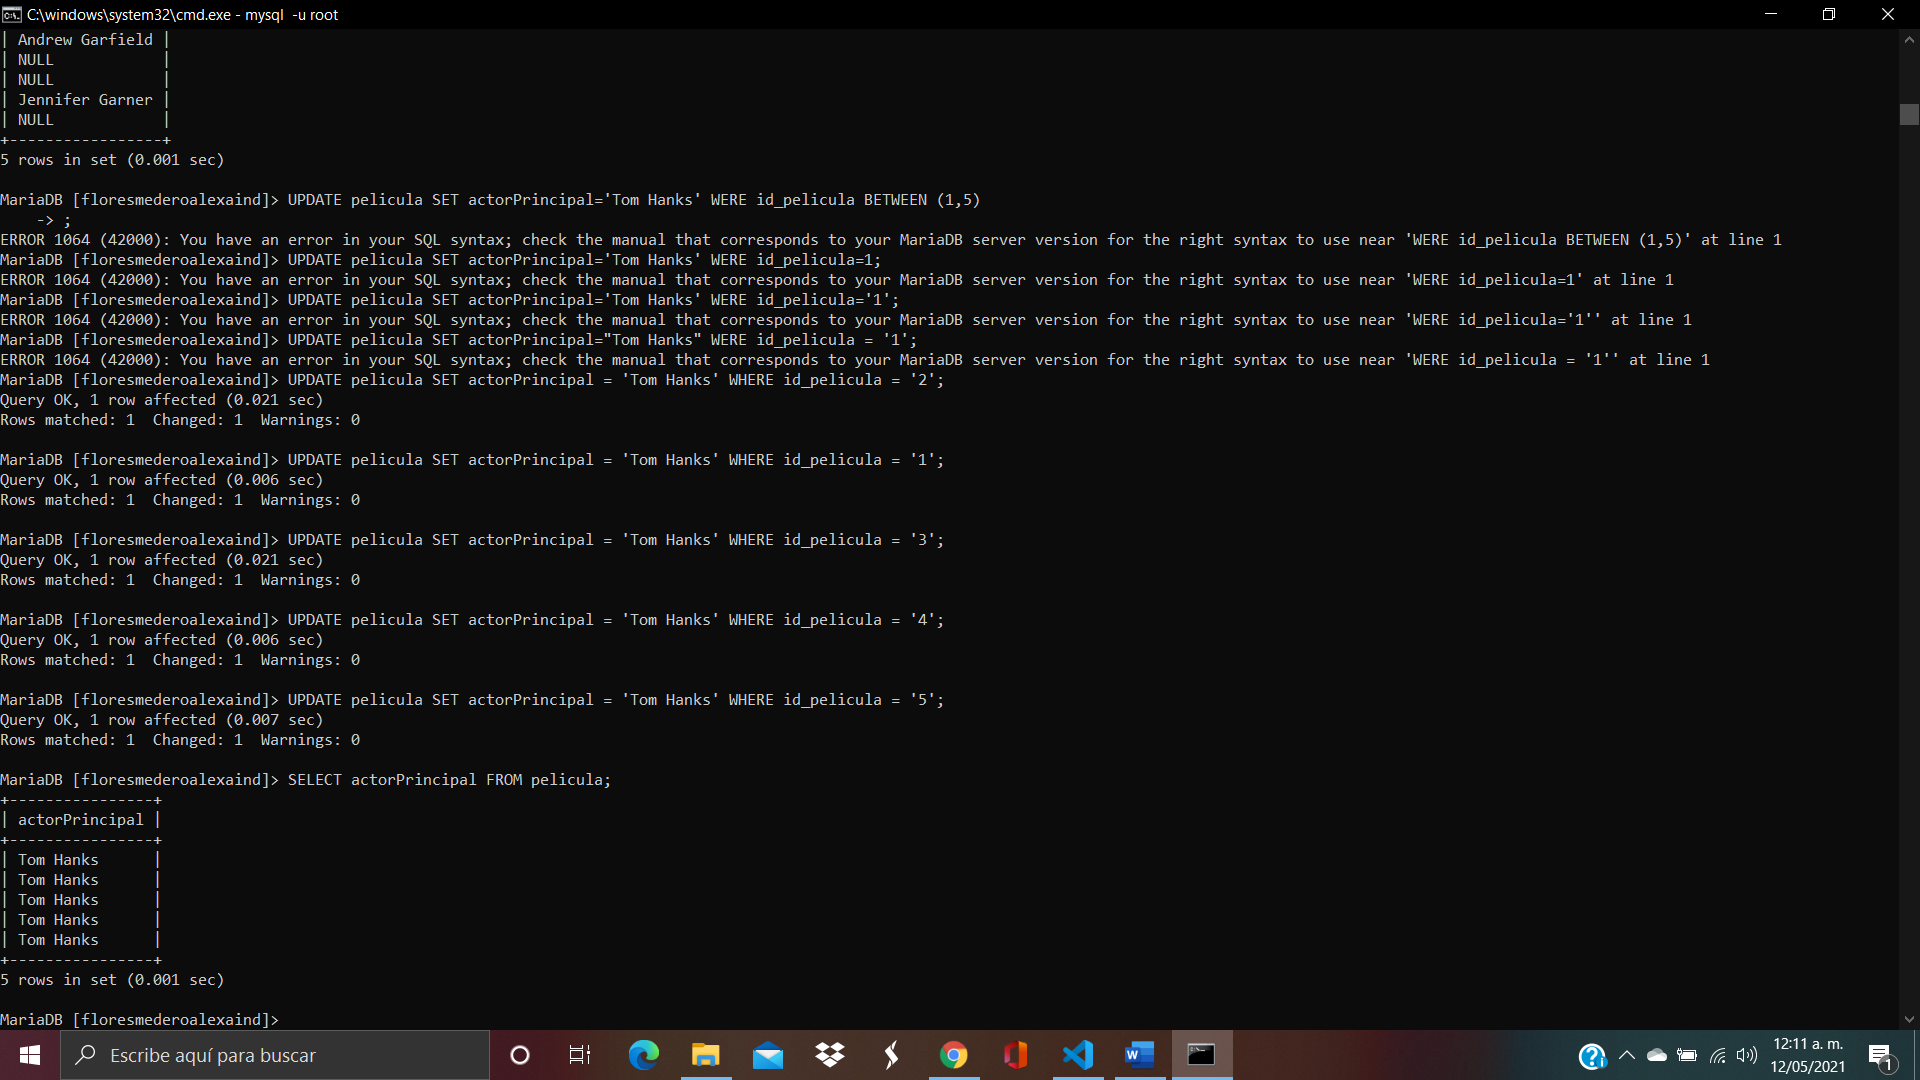 C:\windows\system32\cmd.exe - mysql  -u root
| Andrew Garfield |
| NULL            |
| NULL            |
| Jennifer Garner |
| NULL            |
+-----------------+
5 rows in set (0.001 sec)
MariaDB [floresmederoalexaind]> UPDATE pelicula SET actorPrincipal='Tom Hanks' WERE id_pelicula BETWEEN (1,5)
    -> ;
ERROR 1064 (42000): You have an error in your SQL syntax; check the manual that corresponds to your MariaDB server version for the right syntax to use near 'WERE id_pelicula BETWEEN (1,5)' at line 1
MariaDB [floresmederoalexaind]> UPDATE pelicula SET actorPrincipal='Tom Hanks' WERE id_pelicula=1;
ERROR 1064 (42000): You have an error in your SQL syntax; check the manual that corresponds to your MariaDB server version for the right syntax to use near 'WERE id_pelicula=1' at line 1
MariaDB [floresmederoalexaind]> UPDATE pelicula SET actorPrincipal='Tom Hanks' WERE id_pelicula='1';
ERROR 1064 (42000): You have an error in your SQL syntax; check the manual that corresponds to your MariaDB server version for the right syntax to use near 'WERE id_pelicula='1'' at line 1
MariaDB [floresmederoalexaind]> UPDATE pelicula SET actorPrincipal="Tom Hanks" WERE id_pelicula = '1';
ERROR 1064 (42000): You have an error in your SQL syntax; check the manual that corresponds to your MariaDB server version for the right syntax to use near 'WERE id_pelicula = '1'' at line 1
MariaDB [floresmederoalexaind]> UPDATE pelicula SET actorPrincipal = 'Tom Hanks' WHERE id_pelicula = '2';
Query OK, 1 row affected (0.021 sec)
Rows matched: 1  Changed: 1  Warnings: 0
MariaDB [floresmederoalexaind]> UPDATE pelicula SET actorPrincipal = 'Tom Hanks' WHERE id_pelicula = '1';
Query OK, 1 row affected (0.006 sec)
Rows matched: 1  Changed: 1  Warnings: 0
MariaDB [floresmederoalexaind]> UPDATE pelicula SET actorPrincipal = 'Tom Hanks' WHERE id_pelicula = '3';
Query OK, 1 row affected (0.021 sec)
Rows matched: 1  Changed: 1  Warnings: 0
MariaDB [floresmederoalexaind]> UPDATE pelicula SET actorPrincipal = 'Tom Hanks' WHERE id_pelicula = '4';
Query OK, 1 row affected (0.006 sec)
Rows matched: 1  Changed: 1  Warnings: 0
MariaDB [floresmederoalexaind]> UPDATE pelicula SET actorPrincipal = 'Tom Hanks' WHERE id_pelicula = '5';
Query OK, 1 row affected (0.007 sec)
Rows matched: 1  Changed: 1  Warnings: 0
MariaDB [floresmederoalexaind]> SELECT actorPrincipal FROM pelicula;
+----------------+
| actorPrincipal |
+----------------+
| Tom Hanks      |
| Tom Hanks      |
| Tom Hanks      |
| Tom Hanks      |
| Tom Hanks      |
+----------------+
5 rows in set (0.001 sec)
MariaDB [floresmederoalexaind]>
Escribe aquí para buscar
12:11 a. m.
12/05/2021
1